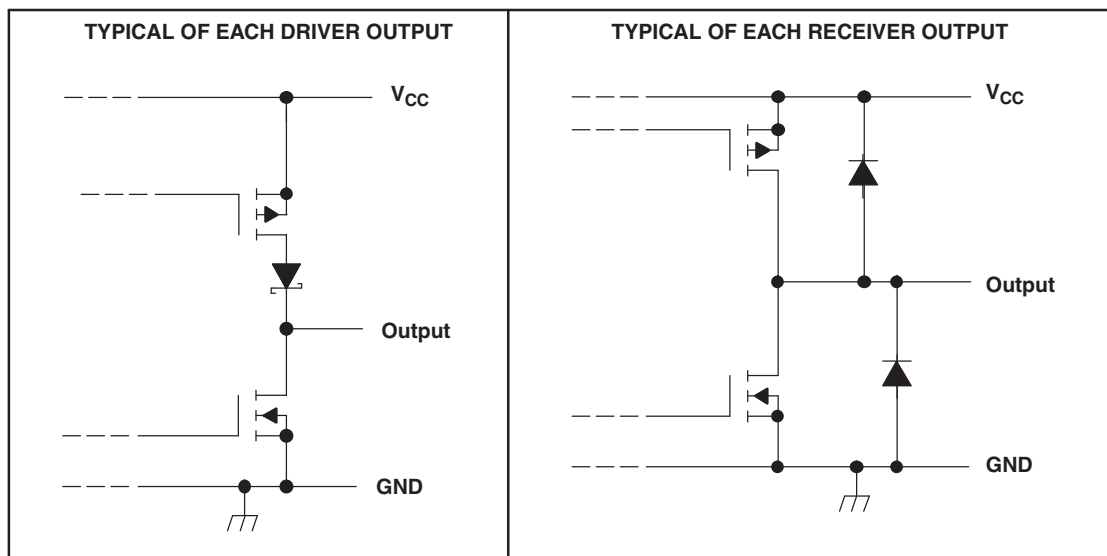 TYPICAL OF EACH DRIVER OUTPUT
VCC
Output
GND
TYPICAL OF EACH RECEIVER OUTPUT
VCC
Output
GND